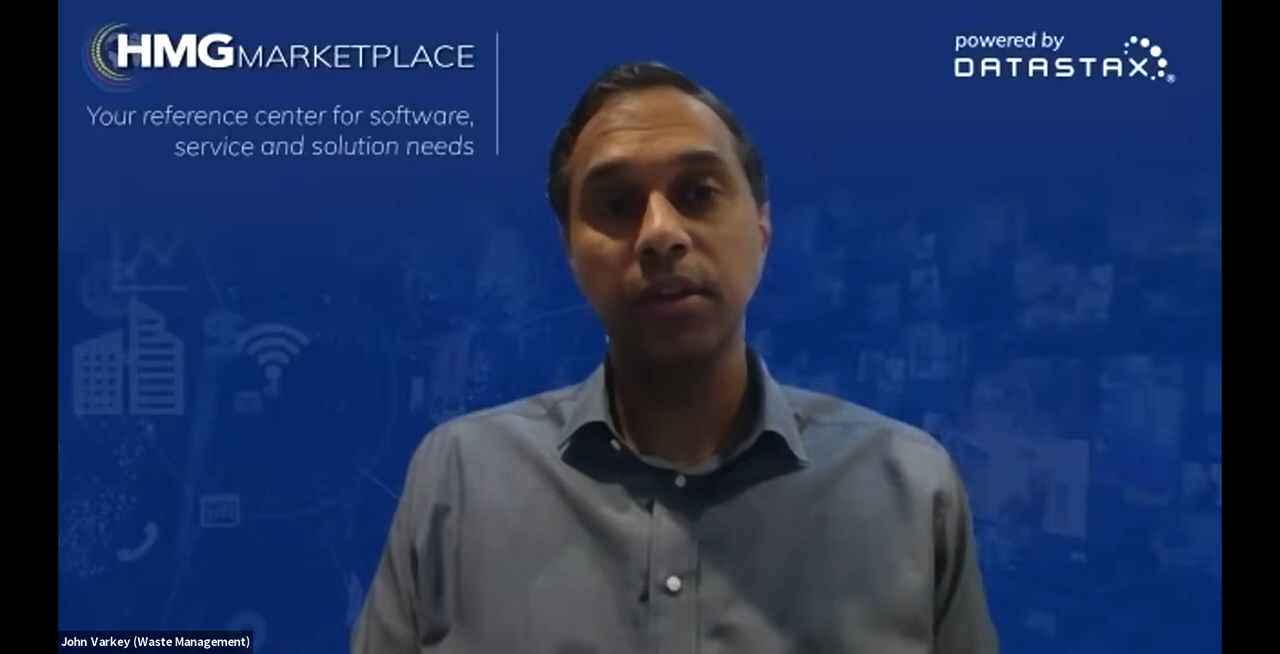 HMG MARKETPLACE
Your reference center for software,
service and solution needs
powered by
DATASTAX®
John Varkey (Waste Management)